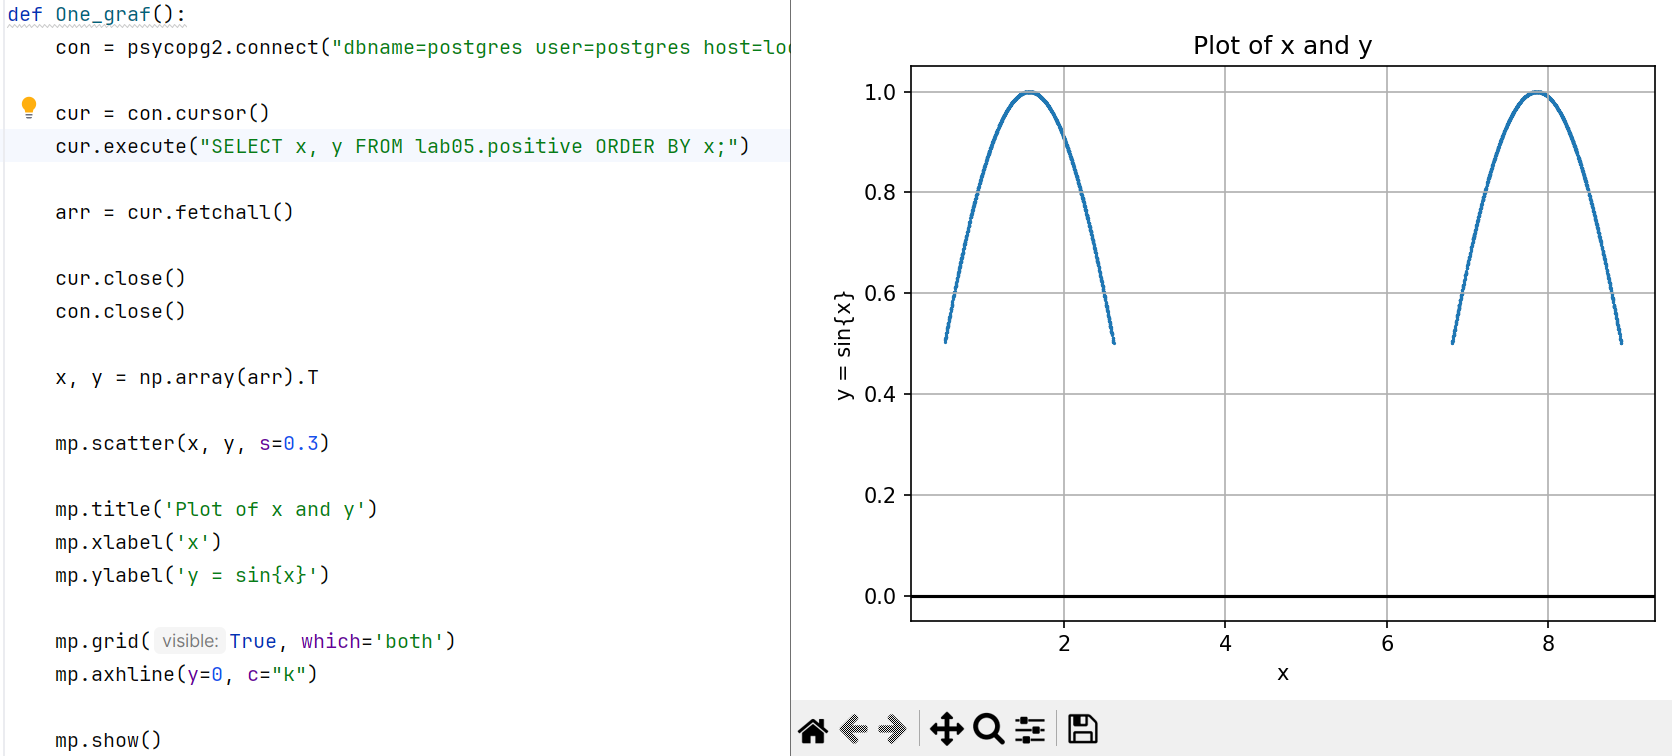 def One_graf():
con = psycopg2.connect("dbname=postgres user=postgres host=loc
cur = con.cursor()
cur.execute("SELECT x, y FROM lab05.positive ORDER BY x;")
arr = cur.fetchall()
cur.close()
con.close()
x, y = np.array(arr).T
mp.scatter(x, y, s=0.3)
mp.title('Plot of x and y')
mp.xlabel('x')
mp.ylabel('y = sin{x}')
mp.grid( visible: True, which='both')
mp.axhline(y=0, c="k")
mp.show()
Plot of x and y
1.0
0.8
0.6
0.4
0.2
0.0
y = sin{x}
2 4 6 8
x